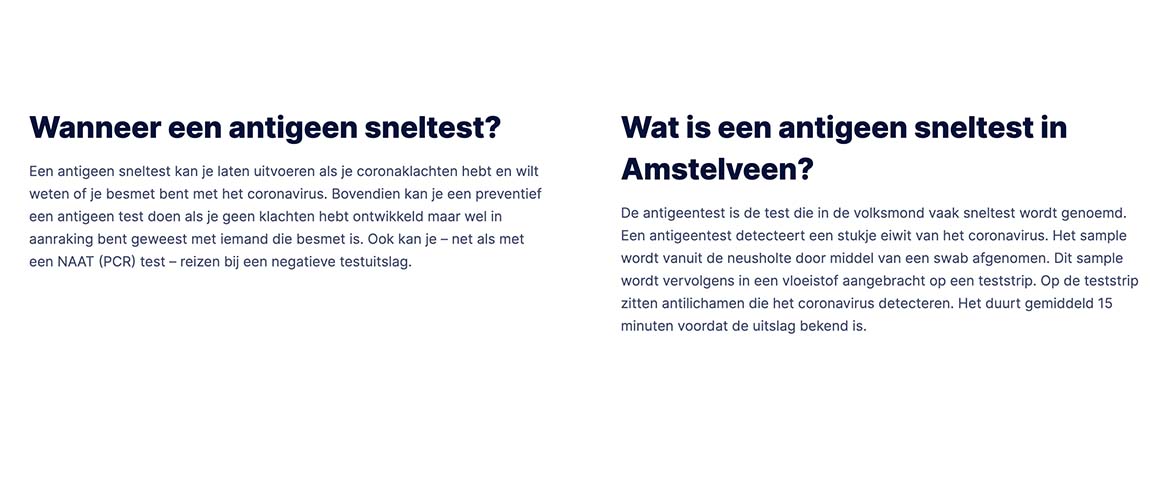 Wanneer een antigeen sneltest?
Een antigeen sneltest kan je laten uitvoeren als je coronaklachten hebt en wilt
weten of je besmet bent met het coronavirus. Bovendien kan je een preventief
een antigeen test doen als je geen klachten hebt ontwikkeld maar wel in
aanraking bent geweest met iemand die besmet is. Ook kan je – net als met
een NAAT (PCR) test – reizen bij een negatieve testuitslag.
Wat is een antigeen sneltest in
Amstelveen?
De antigeentest is de test die in de volksmond vaak sneltest wordt genoemd.
Een antigeentest detecteert een stukje eiwit van het coronavirus. Het sample
wordt vanuit de neusholte door middel van een swab afgenomen. Dit sample
wordt vervolgens in een vloeistof aangebracht op een teststrip. Op de teststrip
zitten antilichamen die het coronavirus detecteren. Het duurt gemiddeld 15
minuten voordat de uitslag bekend is.